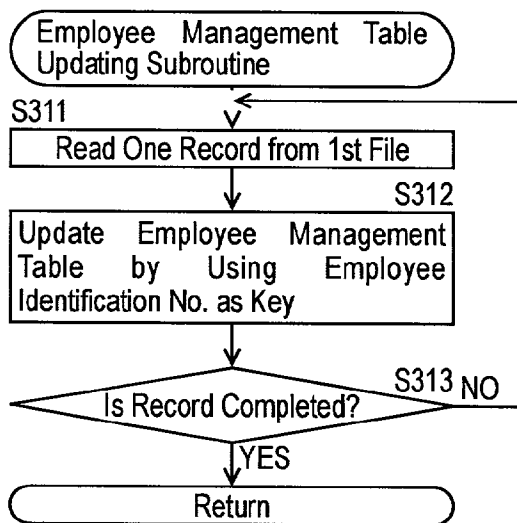 Employee Management Table
Updating Subroutine
S311
Read One Record from 1st File
S312
Update Employee Management
Table by Using Employee
Identification No. as Key
S313
NO
Is Record Completed?
YES
Return